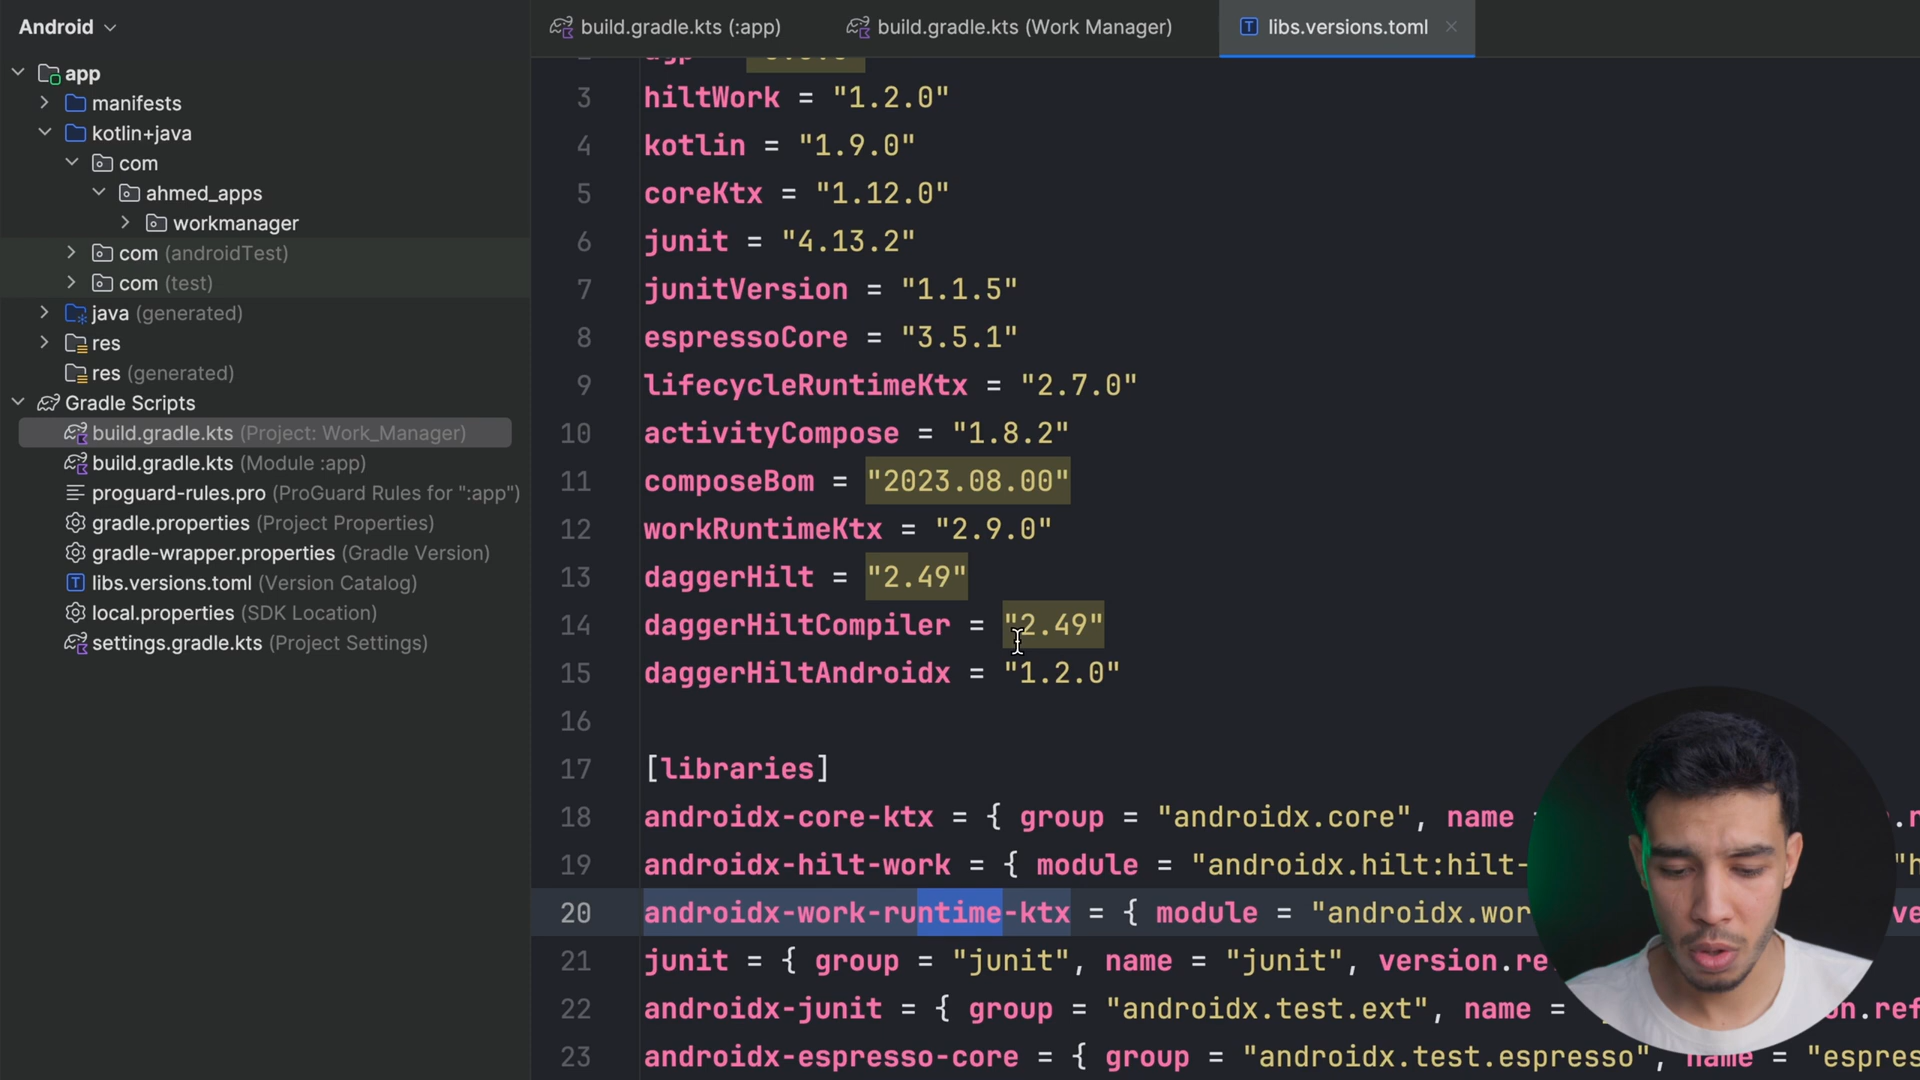 Android
build.gradle.kts (:app)
build.gradle.kts (Work Manager)
libs.versions.toml
app
manifests
kotlin+java
com
ahmed_apps
workmanager
com (androidTest)
com (test)
java (generated)
res
res (generated)
Gradle Scripts
build.gradle.kts (Project: Work_Manager)
build.gradle.kts (Module :app)
proguard-rules.pro (ProGuard Rules for ":app")
gradle.properties (Project Properties)
gradle-wrapper.properties (Gradle Version)
libs.versions.toml (Version Catalog)
local.properties (SDK Location)
settings.gradle.kts (Project Settings)
3 hiltWork = "1.2.0"
4 kotlin = "1.9.0"
5 coreKtx = "1.12.0"
6 junit = "4.13.2"
7 junitVersion = "1.1.5"
8 espressoCore = "3.5.1"
9 lifecycleRuntimeKtx = "2.7.0"
10 activityCompose = "1.8.2"
11 composeBom = "2023.08.00"
12 workRuntimeKtx = "2.9.0"
13 daggerHilt = "2.49"
14 daggerHiltCompiler = "2.49"
15 daggerHiltAndroidx = "1.2.0"
16
17 [libraries]
18 androidx-core-ktx = { group = "androidx.core", name
19 androidx-hilt-work = { module = "androidx.hilt:hilt-
20 androidx-work-runtime-ktx = { module = "androidx.wor
21 junit = { group = "junit", name = "junit", version.re
22 androidx-junit = { group = "androidx.test.ext", name =
23 androidx-espresso-core = { group = "androidx.test.espresso", name = "espres